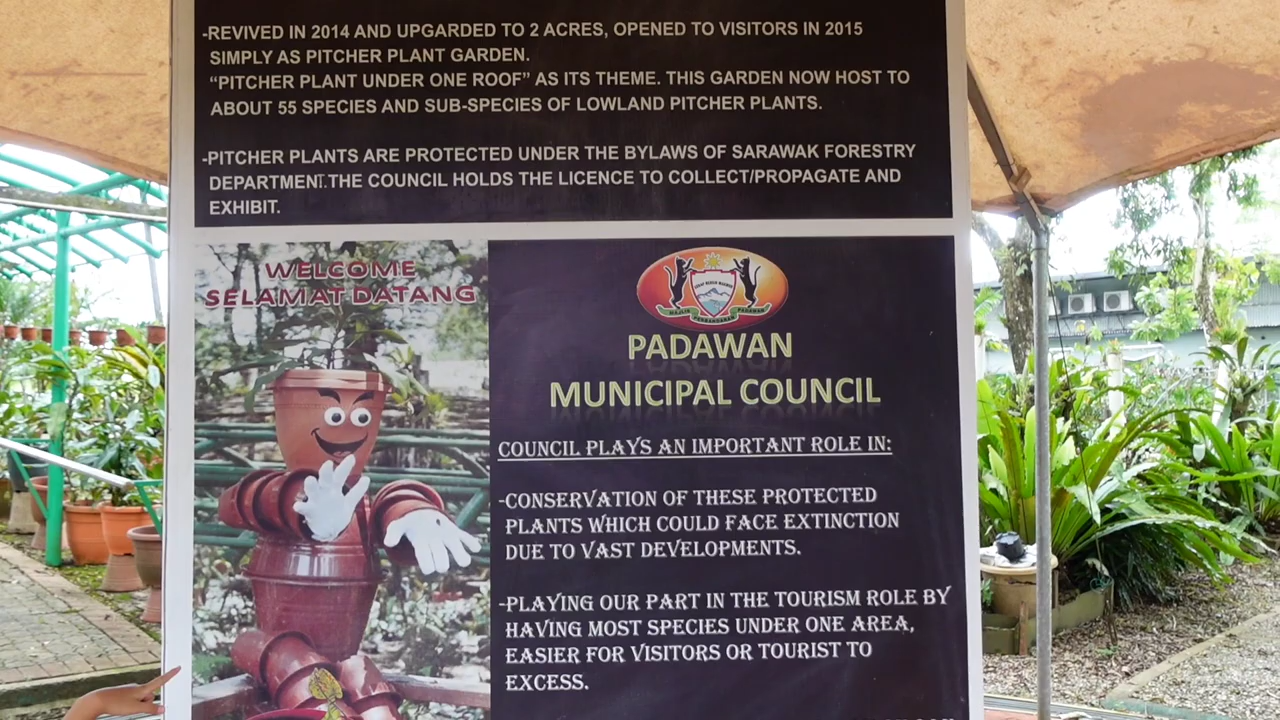 -REVIVED IN 2014 AND UPGARDED TO 2 ACRES, OPENED TO VISITORS IN 2015
SIMPLY AS PITCHER PLANT GARDEN.
“PITCHER PLANT UNDER ONE ROOF” AS ITS THEME. THIS GARDEN NOW HOST TO
ABOUT 55 SPECIES AND SUB-SPECIES OF LOWLAND PITCHER PLANTS.
-PITCHER PLANTS ARE PROTECTED UNDER THE BYLAWS OF SARAWAK FORESTRY
DEPARTMENT.THE COUNCIL HOLDS THE LICENCE TO COLLECT/PROPAGATE AND
EXHIBIT.
WELCOME
SELAMAT DATANG
MAJLIS PERBANDARAN PADAWAN
PADAWAN
MUNICIPAL COUNCIL
COUNCIL PLAYS AN IMPORTANT ROLE IN:
-CONSERVATION OF THESE PROTECTED
PLANTS WHICH COULD FACE EXTINCTION
DUE TO VAST DEVELOPMENTS.
-PLAYING OUR PART IN THE TOURISM ROLE BY
HAVING MOST SPECIES UNDER ONE AREA,
EASIER FOR VISITORS OR TOURIST TO
EXCESS.